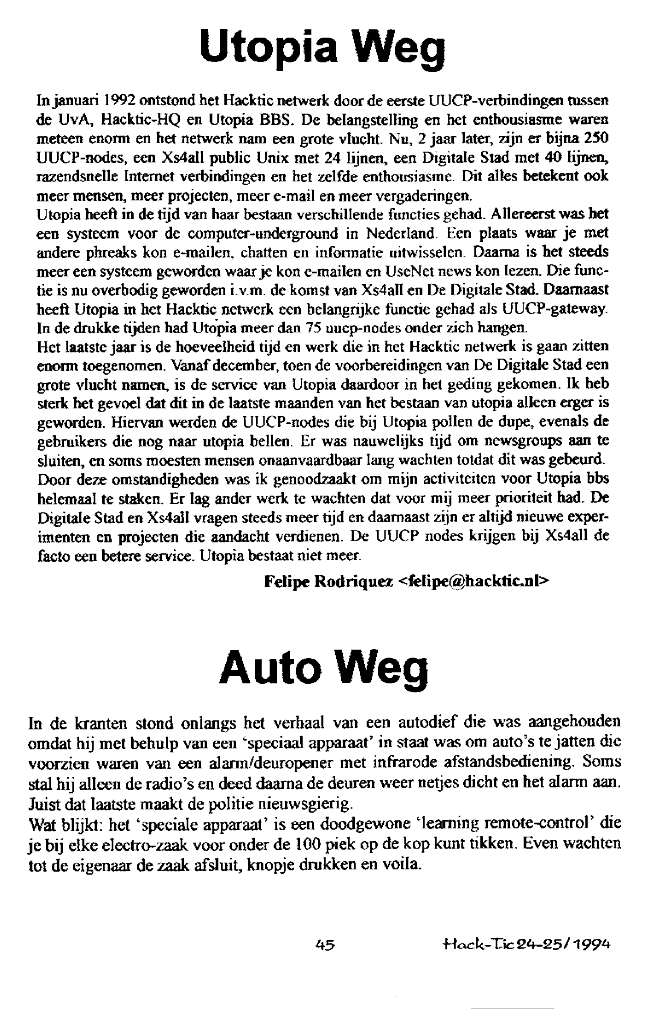 Utopia Weg
In januari 1992 ontstond het Hacktic netwerk door de eerste UUCP-verbindingen tussen
de UvA, Hacktic-HQ en Utopia BBS. De belangstelling en het enthousiasme waren
meteen enorm en het netwerk nam een grote vlucht. Nu, 2 jaar later, zijn er bijna 250
UUCP-nodes, een Xs4all public Unix met 24 lijnen, een Digitale Stad met 40 lijnen,
razendsnelle Internet verbindingen en het zelfde enthousiasme. Dit alles betekent ook
meer mensen, meer projecten, meer e-mail en meer vergaderingen.
Utopia heeft in de tijd van haar bestaan verschillende functies gehad. Allereerst was het
een systeem voor de computer-underground in Nederland. Een plaats waar je met
andere phreaks kon e-mailen, chatten en informatie uitwisselen. Daarna is het steeds
meer een systeem geworden waar je kon e-mailen en UseNet news kon lezen. Die func-
tie is nu overbodig geworden i.v.m. de komst van Xs4all en De Digitale Stad. Daarnaast
heeft Utopia in het Hacktic netwerk een belangrijke functie gehad als UUCP-gateway.
In de drukke tijden had Utopia meer dan 75 uucp-nodes onder zich hangen.
Het laatste jaar is de hoeveelheid tijd en werk die in het Hacktic netwerk is gaan zitten
enorm toegenomen. Vanaf december, toen de voorbereidingen van De Digitale Stad een
grote vlucht namen, is de service van Utopia daardoor in het geding gekomen. Ik heb
sterk het gevoel dat dit in de laatste maanden van het bestaan van utopia alleen erger is
geworden. Hiervan werden de UUCP-nodes die bij Utopia pollen de dupe, evenals de
gebruikers die nog naar utopia bellen. Er was nauwelijks tijd om newsgroups aan te
sluiten, en soms moesten mensen onaanvaardbaar lang wachten totdat dit was gebeurd.
Door deze omstandigheden was ik genoodzaakt om mijn activiteiten voor Utopia bbs
helemaal te staken. Er lag ander werk te wachten dat voor mij meer prioriteit had. De
Digitale Stad en Xs4all vragen steeds meer tijd en daarnaast zijn er altijd nieuwe exper-
imenten en projecten die aandacht verdienen. De UUCP nodes krijgen bij Xs4all de
facto een betere service. Utopia bestaat niet meer.
Felipe Rodriquez <felipe@hacktic.nl>
Auto Weg
In de kranten stond onlangs het verhaal van een autodief die was aangehouden
omdat hij met behulp van een ‘speciaal apparaat’ in staat was om auto’s te jatten die
voorzien waren van een alarm/deuropener met infrarode afstandsbediening. Soms
stal hij alleen de radio’s en deed daarna de deuren weer netjes dicht en het alarm aan.
Juist dat laatste maakt de politie nieuwsgierig.
Wat blijkt: het ‘speciale apparaat’ is een doodgewone ‘learning remote-control’ die
je bij elke electro-zaak voor onder de 100 piek op de kop kunt tikken. Even wachten
tot de eigenaar de zaak afsluit, knopje drukken en voila.
45 Hack-Tic 24-25/1994